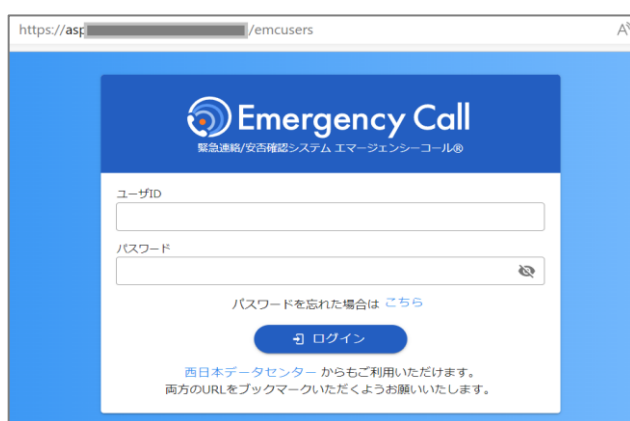 https://asp /emcusers
Emergency Call
緊急連絡/安否確認システム エマージェンシーコール®
ユーザID
パスワード
パスワードを忘れた場合は こちら
ログイン
西日本データセンター からもご利用いただけます。
両方のURLをブックマークいただくようお願いいたします。